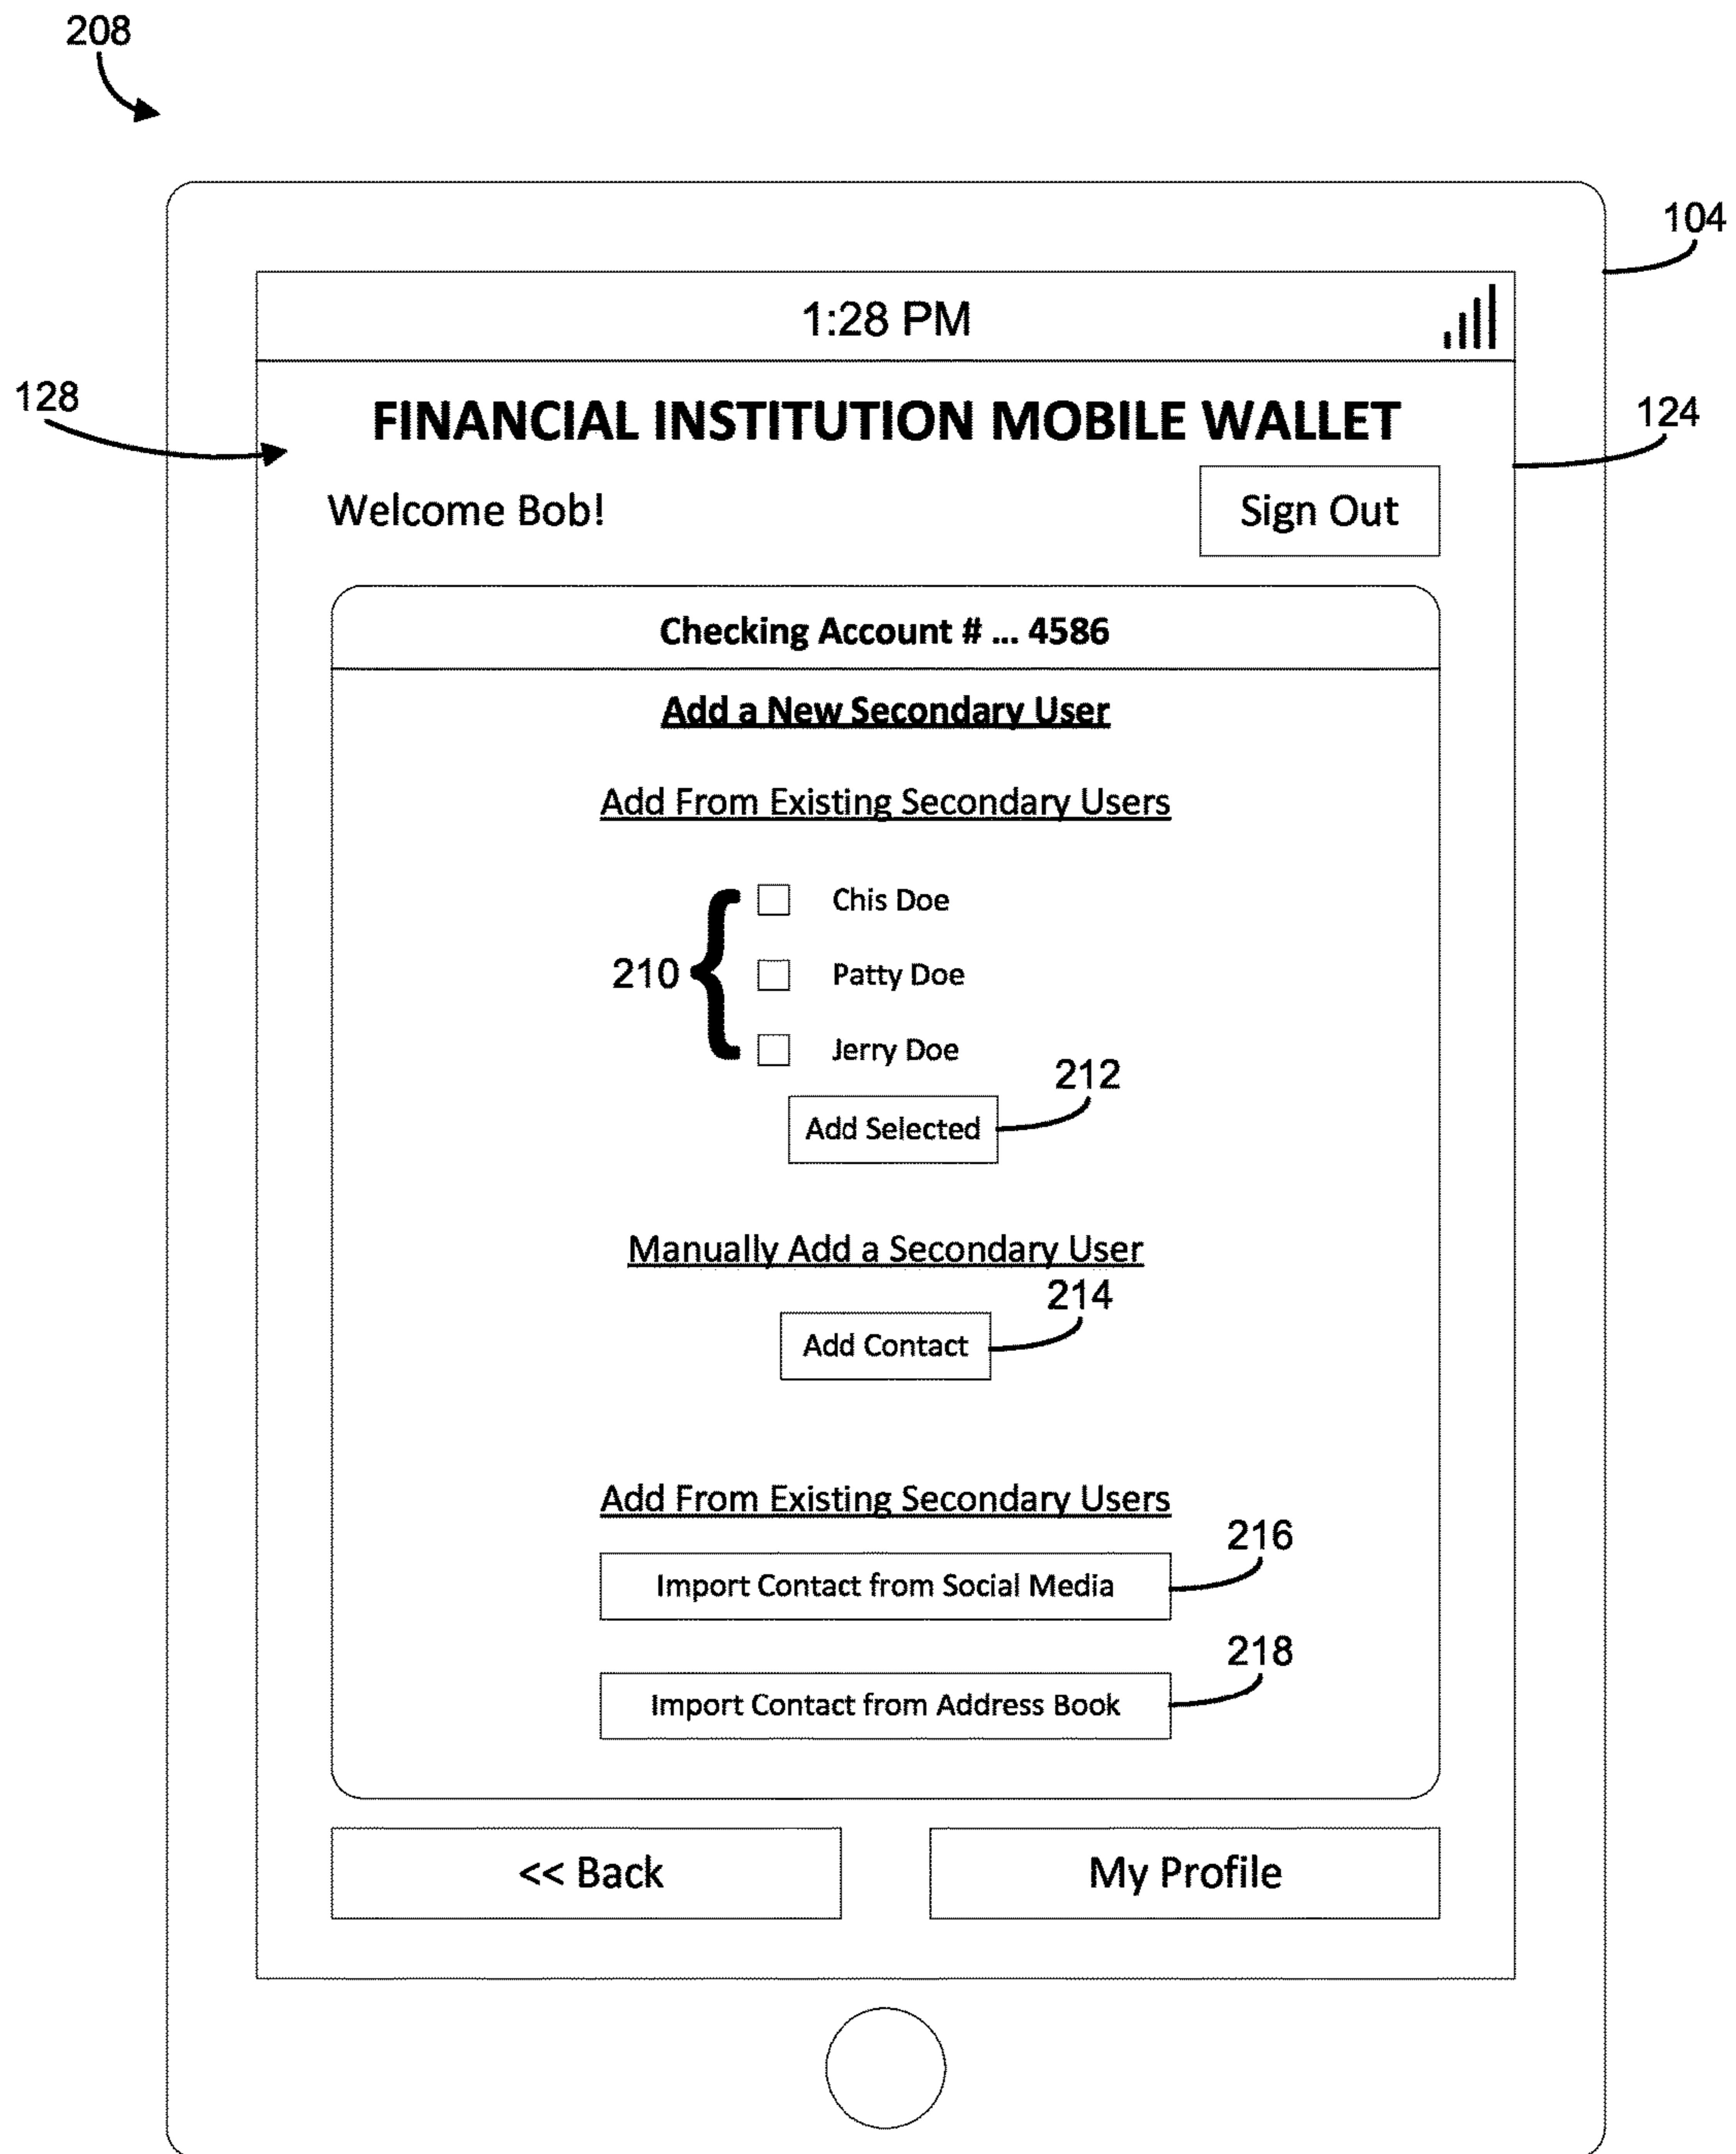 208
104
1:28 PM
128
FINANCIAL INSTITUTION MOBILE WALLET
124
Welcome Bob!
Sign Out
Checking Account # ... 4586
Add a New Secondary User
Add From Existing Secondary Users
210
Chis Doe
Patty Doe
Jerry Doe
212
Add Selected
Manually Add a Secondary User
214
Add Contact
Add From Existing Secondary Users
216
Import Contact from Social Media
218
Import Contact from Address Book
<< Back
My Profile